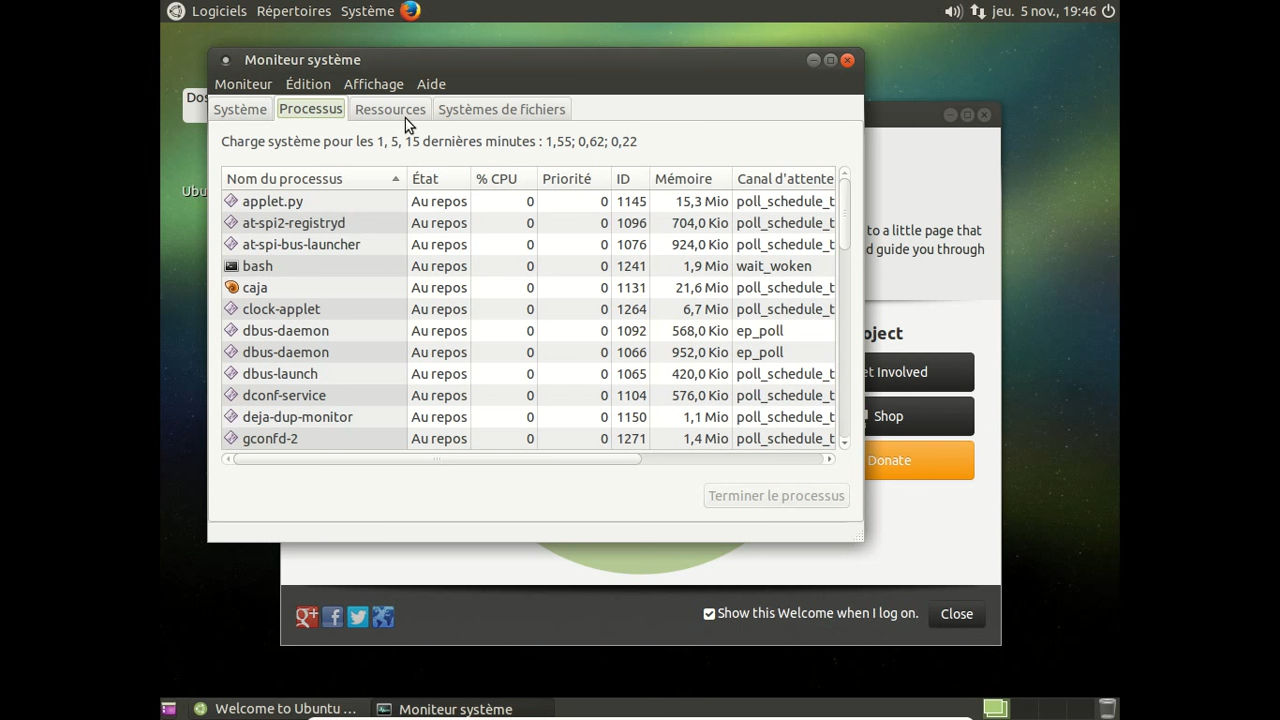 Logiciels Répertoires Système jeu. 5 nov., 19:46
Moniteur système
Moniteur Édition Affichage Aide
Système Processus Ressources Systèmes de fichiers
Charge système pour les 1, 5, 15 dernières minutes : 1,55; 0,62; 0,22
Nom du processus État % CPU Priorité ID Mémoire Canal d'attente
applet.py Au repos 0 0 1145 15,3 Mio poll_schedule_t
at-spi2-registryd Au repos 0 0 1096 704,0 Kio poll_schedule_t
at-spi-bus-launcher Au repos 0 0 1076 924,0 Kio poll_schedule_t
bash Au repos 0 0 1241 1,9 Mio wait_woken
caja Au repos 0 0 1131 21,6 Mio poll_schedule_t
clock-applet Au repos 0 0 1264 6,7 Mio poll_schedule_t
dbus-daemon Au repos 0 0 1092 568,0 Kio ep_poll
dbus-daemon Au repos 0 0 1066 952,0 Kio ep_poll
dbus-launch Au repos 0 0 1065 420,0 Kio poll_schedule_t
dconf-service Au repos 0 0 1104 576,0 Kio poll_schedule_t
deja-dup-monitor Au repos 0 0 1150 1,1 Mio poll_schedule_t
gconfd-2 Au repos 0 0 1271 1,4 Mio poll_schedule_t
Terminer le processus
Dos
Ubu
to a little page that
d guide you through
oject
et Involved
Shop
Donate
g+ f
Show this Welcome when I log on. Close
Welcome to Ubuntu ... Moniteur système